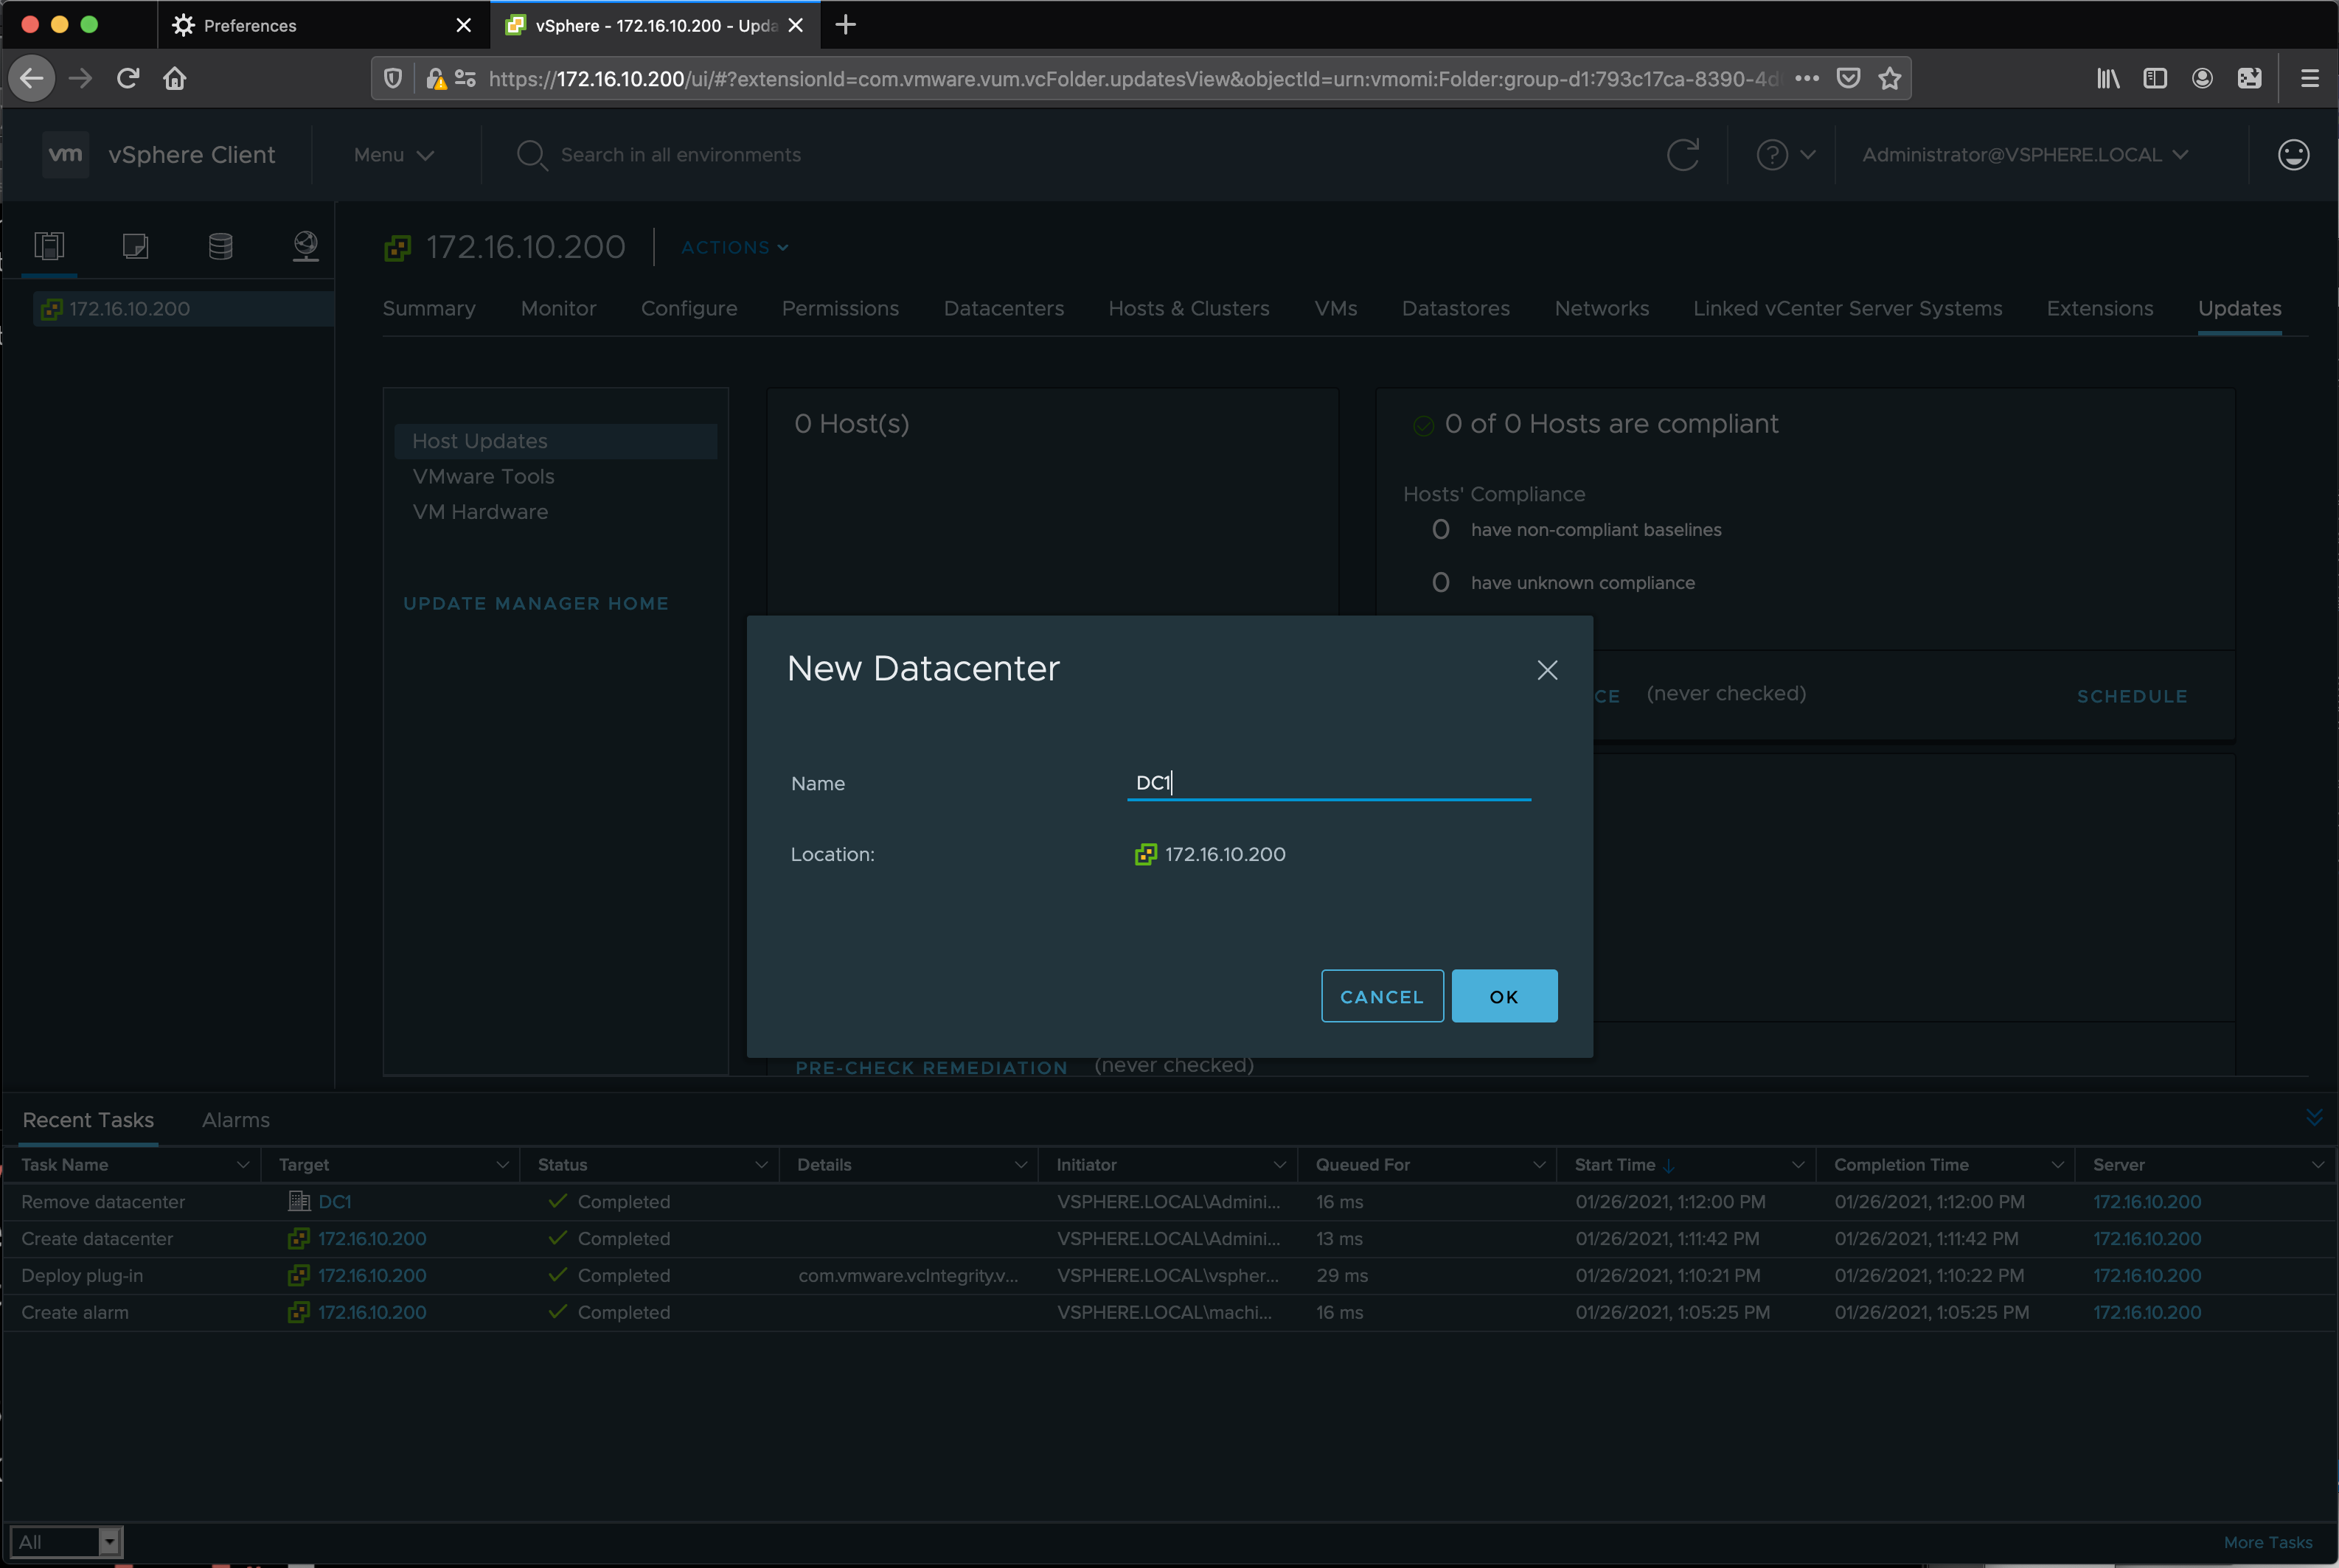 Preferences
vSphere - 172.16.10.200 - Upda
https://172.16.10.200/ui/#?extensionId=com.vmware.vum.vcFolder.updatesView&objectId=urn:vmomi:Folder:group-d1:793c17ca-8390-4d
vm vSphere Client Menu Search in all environments Administrator@VSPHERE.LOCAL
172.16.10.200 ACTIONS
172.16.10.200
Summary Monitor Configure Permissions Datacenters Hosts & Clusters VMs Datastores Networks Linked vCenter Server Systems Extensions Updates
Host Updates
VMware Tools
VM Hardware
UPDATE MANAGER HOME
0 Host(s)
0 of 0 Hosts are compliant
Hosts' Compliance
0 have non-compliant baselines
0 have unknown compliance
CE (never checked) SCHEDULE
New Datacenter
Name DC1
Location: 172.16.10.200
CANCEL OK
PRE-CHECK REMEDIATION (never checked)
Recent Tasks Alarms
Task Name Target Status Details Initiator Queued For Start Time Completion Time Server
Remove datacenter DC1 Completed VSPHERE.LOCAL\Admini... 16 ms 01/26/2021, 1:12:00 PM 01/26/2021, 1:12:00 PM 172.16.10.200
Create datacenter 172.16.10.200 Completed VSPHERE.LOCAL\Admini... 13 ms 01/26/2021, 1:11:42 PM 01/26/2021, 1:11:42 PM 172.16.10.200
Deploy plug-in 172.16.10.200 Completed com.vmware.vcIntegrity.v... VSPHERE.LOCAL\vspher... 29 ms 01/26/2021, 1:10:21 PM 01/26/2021, 1:10:22 PM 172.16.10.200
Create alarm 172.16.10.200 Completed VSPHERE.LOCAL\machi... 16 ms 01/26/2021, 1:05:25 PM 01/26/2021, 1:05:25 PM 172.16.10.200
All More Tasks